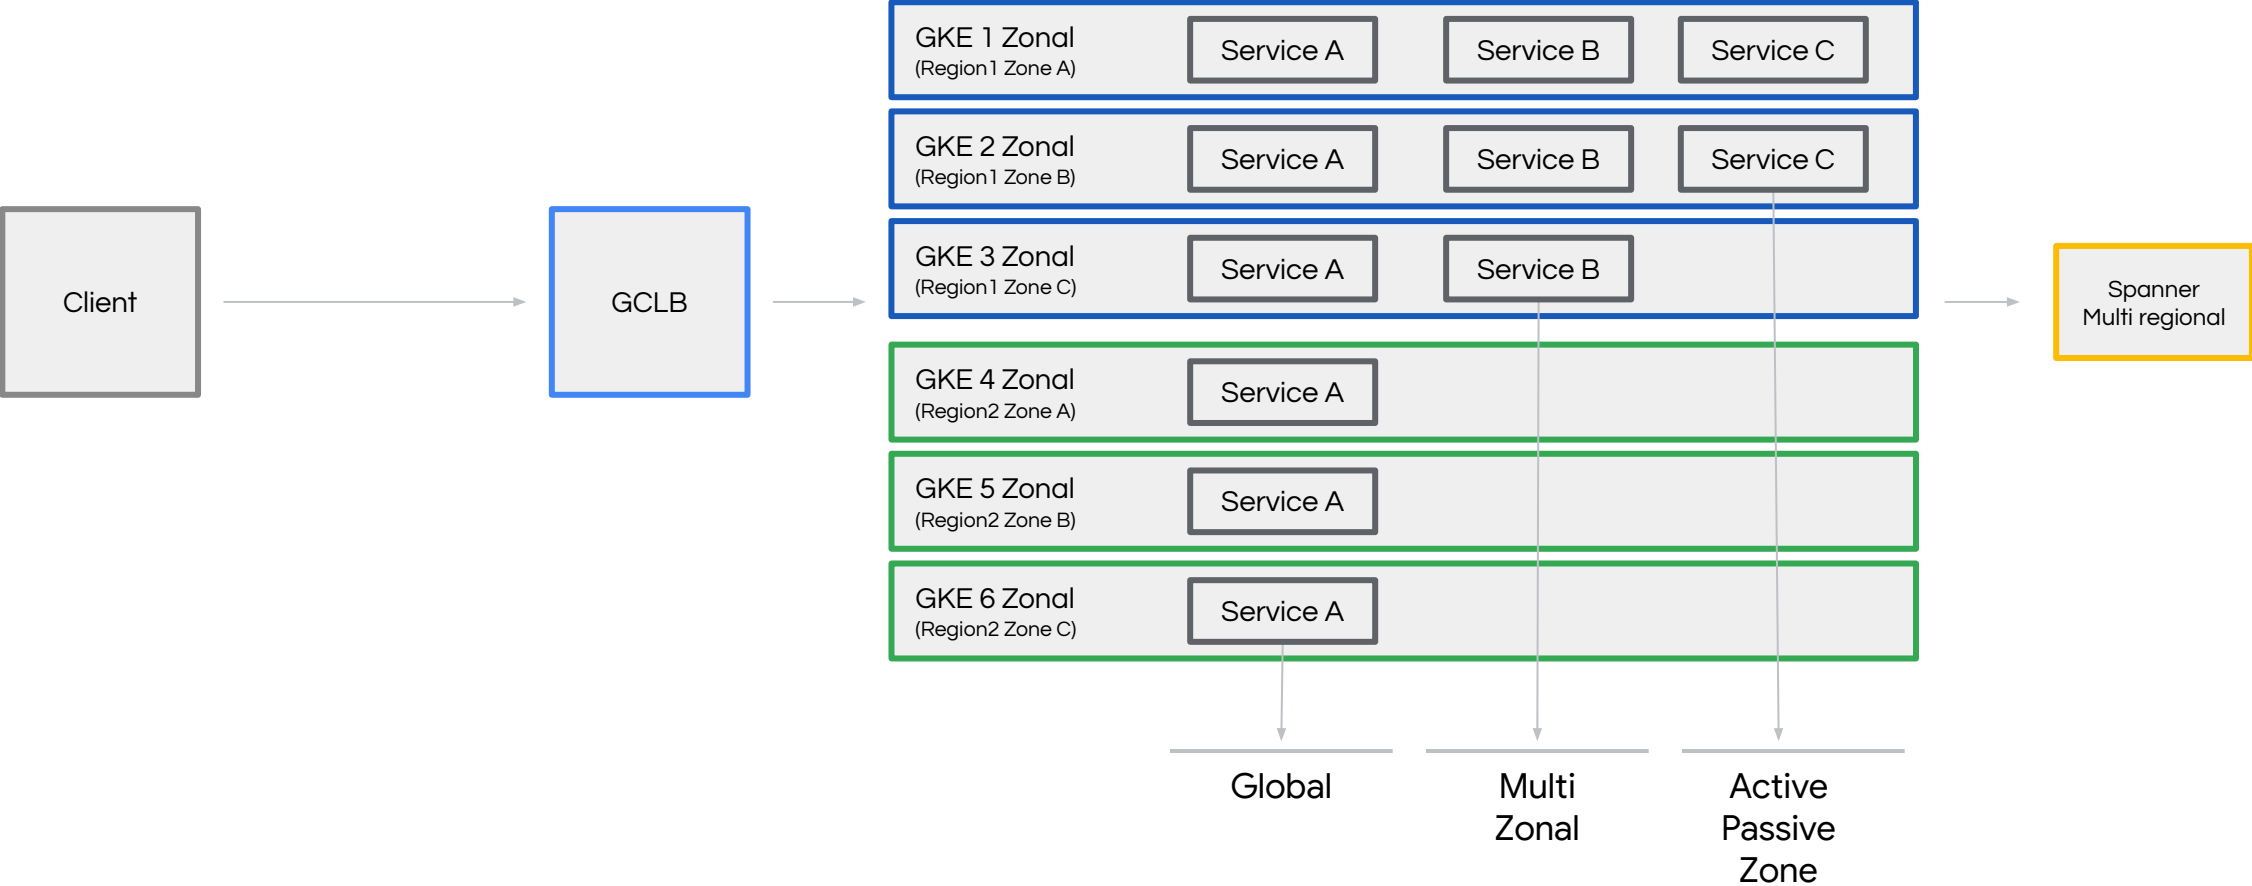 Client
GCLB
GKE 1 Zonal
(Region1 Zone A)
Service A
Service B
Service C
GKE 2 Zonal
(Region1 Zone B)
Service A
Service B
Service C
GKE 3 Zonal
(Region1 Zone C)
Service A
Service B
GKE 4 Zonal
(Region2 Zone A)
Service A
GKE 5 Zonal
(Region2 Zone B)
Service A
GKE 6 Zonal
(Region2 Zone C)
Service A
Spanner
Multi regional
Global
Multi
Zonal
Active
Passive
Zone